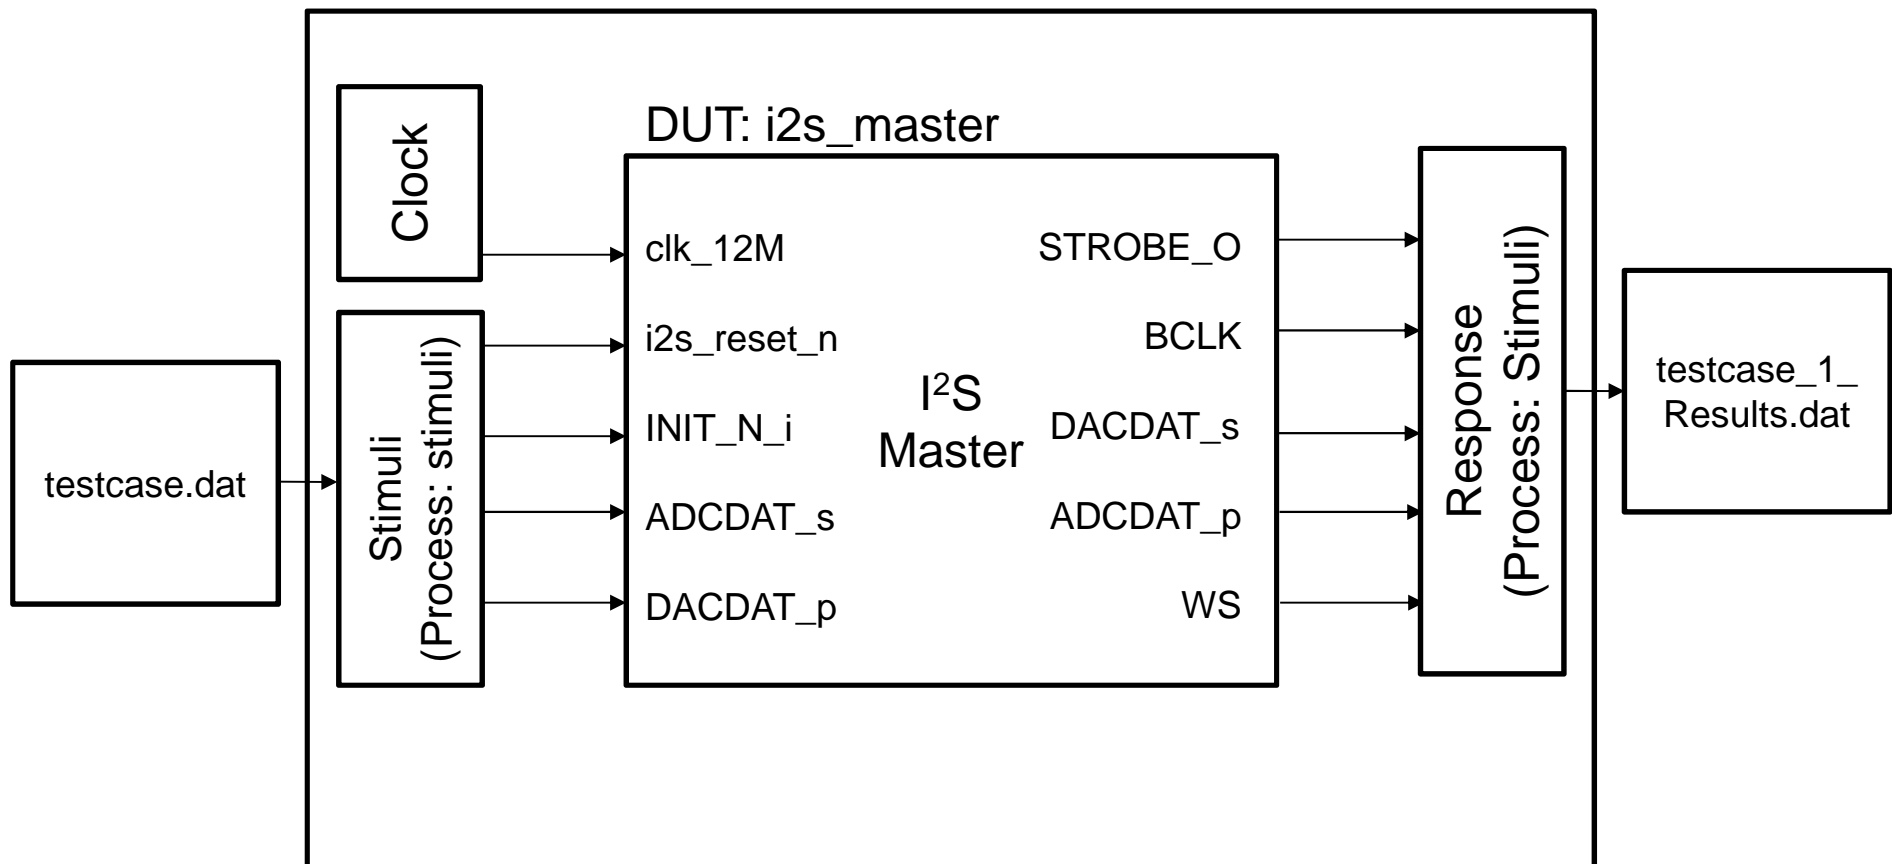 DUT: i2s_master
Clock
clk_12M
i2s_reset_n
INIT_N_i
ADCDAT_s
DACDAT_p
Stimuli
(Process: stimuli)
testcase.dat
I²S
Master
STROBE_O
BCLK
DACDAT_s
ADCDAT_p
WS
Response
(Process: Stimuli)
testcase_1_
Results.dat